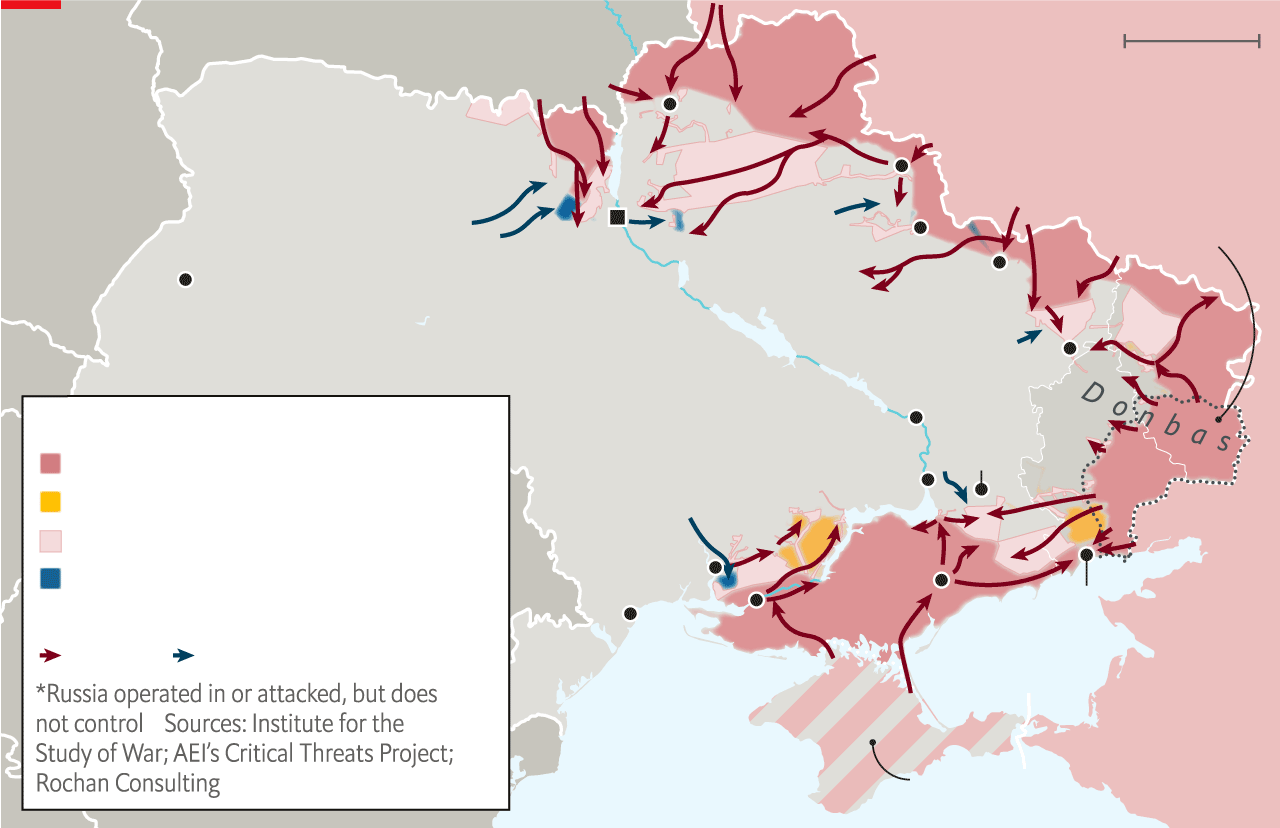 Donbas
*Russia operated in or attacked, but does
not control Sources: Institute for the
Study of War; AEI’s Critical Threats Project;
Rochan Consulting